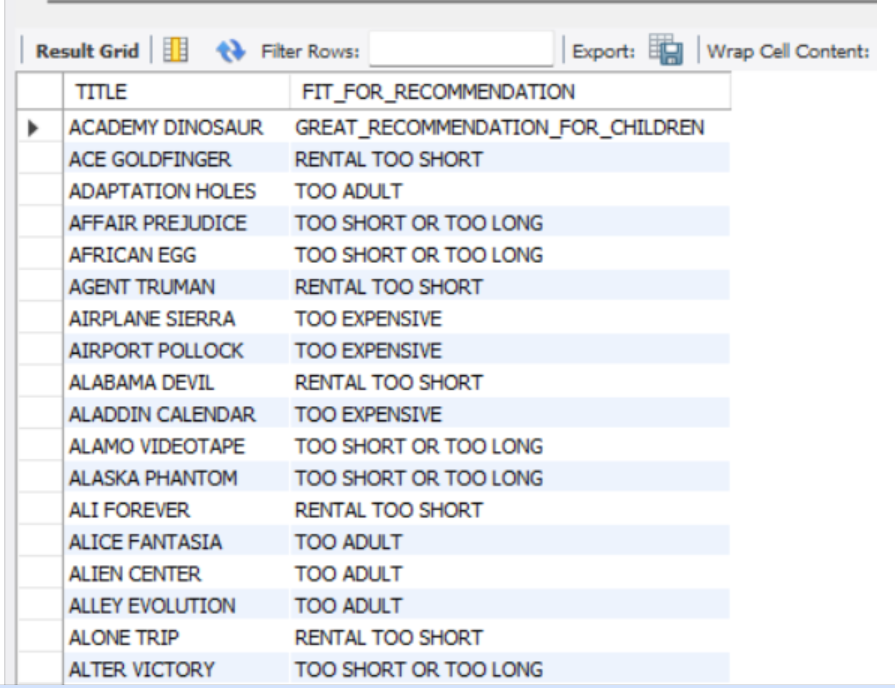 Result Grid Filter Rows: Export: Wrap Cell Content:
TITLE FIT_FOR_RECOMMENDATION
ACADEMY DINOSAUR GREAT_RECOMMENDATION_FOR_CHILDREN
ACE GOLDFINGER RENTAL TOO SHORT
ADAPTATION HOLES TOO ADULT
AFFAIR PREJUDICE TOO SHORT OR TOO LONG
AFRICAN EGG TOO SHORT OR TOO LONG
AGENT TRUMAN RENTAL TOO SHORT
AIRPLANE SIERRA TOO EXPENSIVE
AIRPORT POLLOCK TOO EXPENSIVE
ALABAMA DEVIL RENTAL TOO SHORT
ALADDIN CALENDAR TOO EXPENSIVE
ALAMO VIDEOTAPE TOO SHORT OR TOO LONG
ALASKA PHANTOM TOO SHORT OR TOO LONG
ALI FOREVER RENTAL TOO SHORT
ALICE FANTASIA TOO ADULT
ALIEN CENTER TOO ADULT
ALLEY EVOLUTION TOO ADULT
ALONE TRIP RENTAL TOO SHORT
ALTER VICTORY TOO SHORT OR TOO LONG